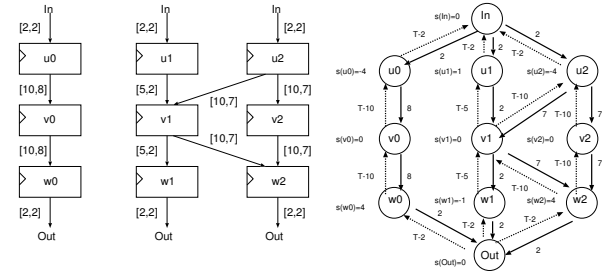 In In In
[2,2] [2,2] [2,2]
u0 u1 u2
[10,8] [5,2] [10,7] [10,7]
v0 v1 v2
[10,8] [5,2] [10,7] [10,7]
w0 w1 w2
[2,2] [2,2] [2,2]
Out Out Out
s(In)=0 In
T-2 2 T-2 2 T-2 2
s(u0)=-4 u0 s(u1)=1 u1 s(u2)=-4 u2
T-10 8 T-5 2 T-10 7 T-10 7
s(v0)=0 v0 s(v1)=0 v1 s(v2)=0 v2
T-10 8 T-5 2 7 T-10 T-10 7
s(w0)=4 w0 s(w1)=-1 w1 s(w2)=4 w2
2 T-2 T-2 2 T-2 2
s(Out)=0 Out